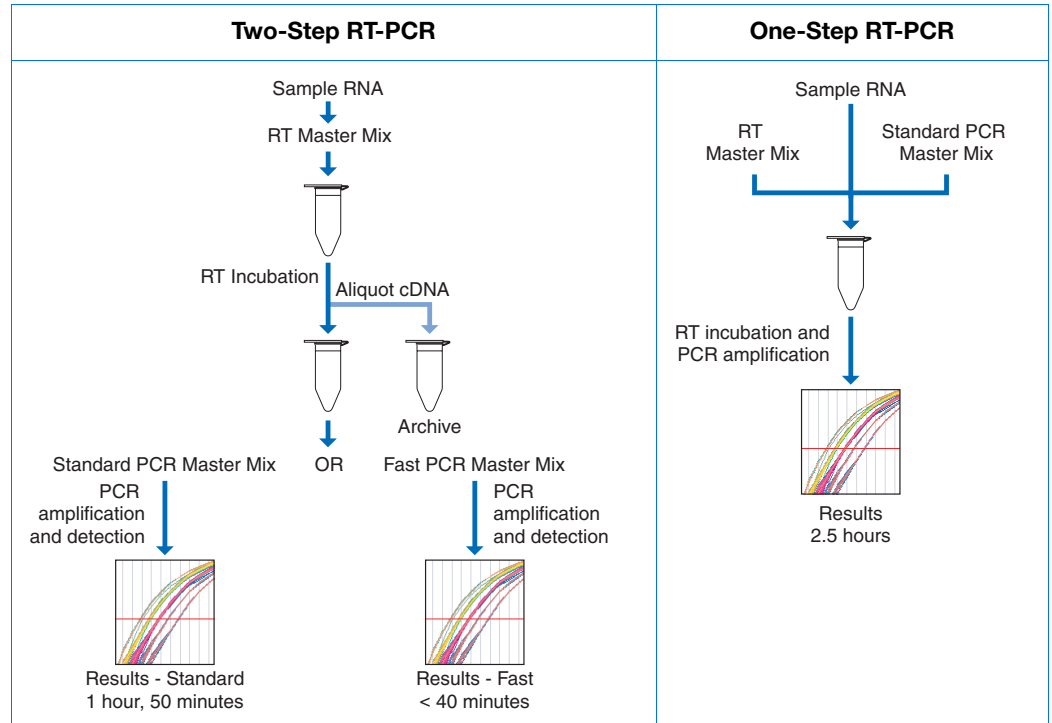 Two-Step RT-PCR
Sample RNA
RT Master Mix
RT Incubation
Aliquot cDNA
Archive
Standard PCR Master Mix
OR
Fast PCR Master Mix
PCR
amplification
and detection
PCR
amplification
and detection
Results - Standard
1 hour, 50 minutes
Results - Fast
< 40 minutes
One-Step RT-PCR
Sample RNA
RT
Master Mix
Standard PCR
Master Mix
RT incubation and
PCR amplification
Results
2.5 hours